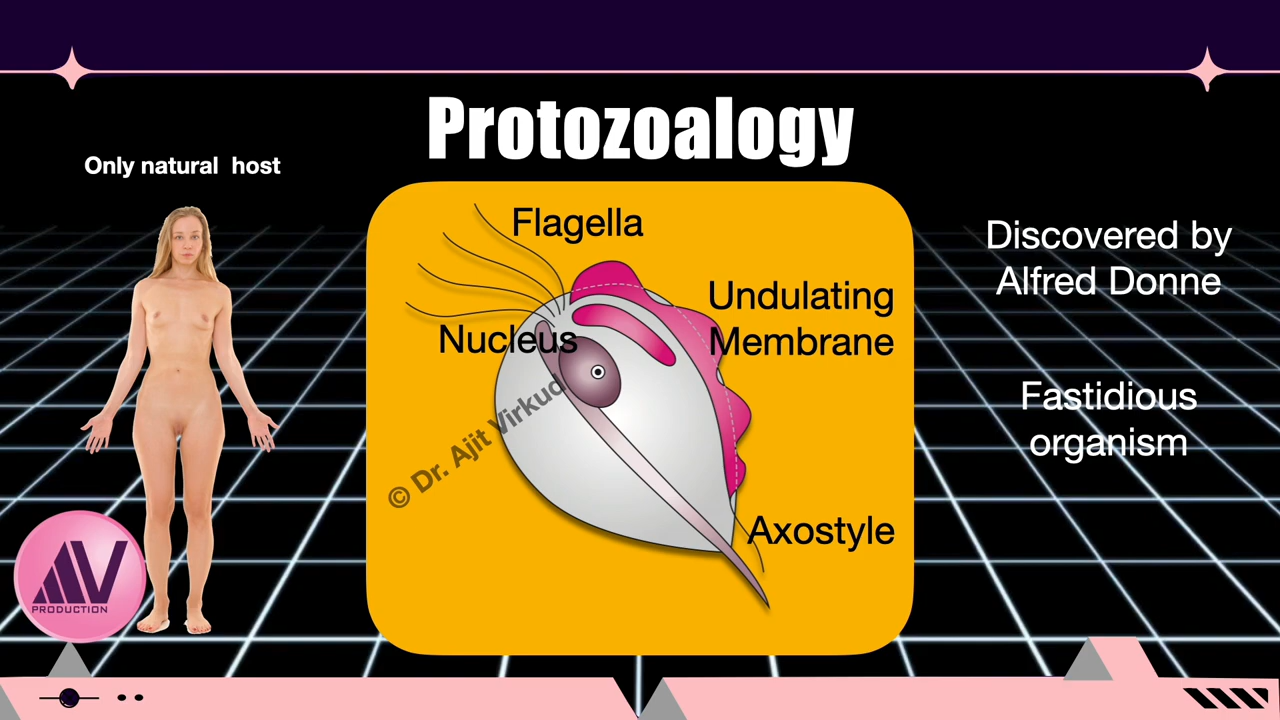 Protozoalogy
Only natural host
Flagella
Undulating
Membrane
Nucleus
© Dr. Ajit Virkud
Axostyle
Discovered by
Alfred Donne
Fastidious
organism
AV
PRODUCTION